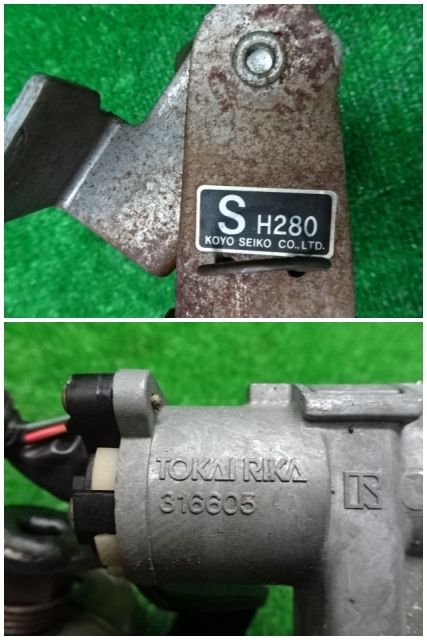 S H280
KOYO SEIKO CO., LTD.
TOKAI RIKA
316605